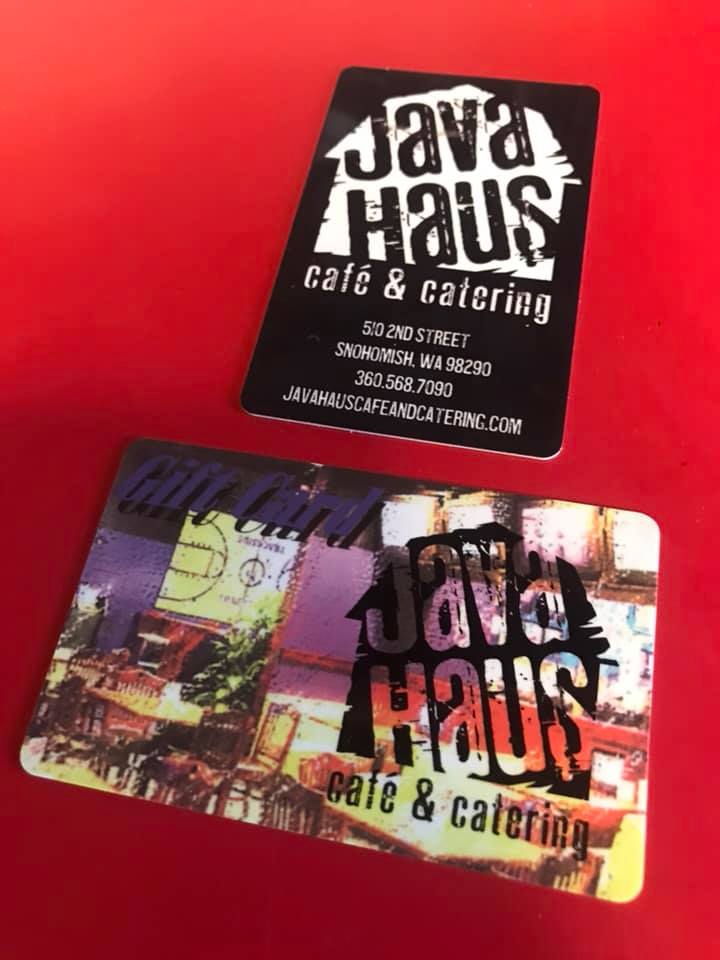 Java
Haus
café & catering
510 2ND STREET
SNOHOMISH, WA 98290
360.568.7090
JAVAHAUSCAFEANDCATERING.COM
Gift Card
Java
Haus
café & catering